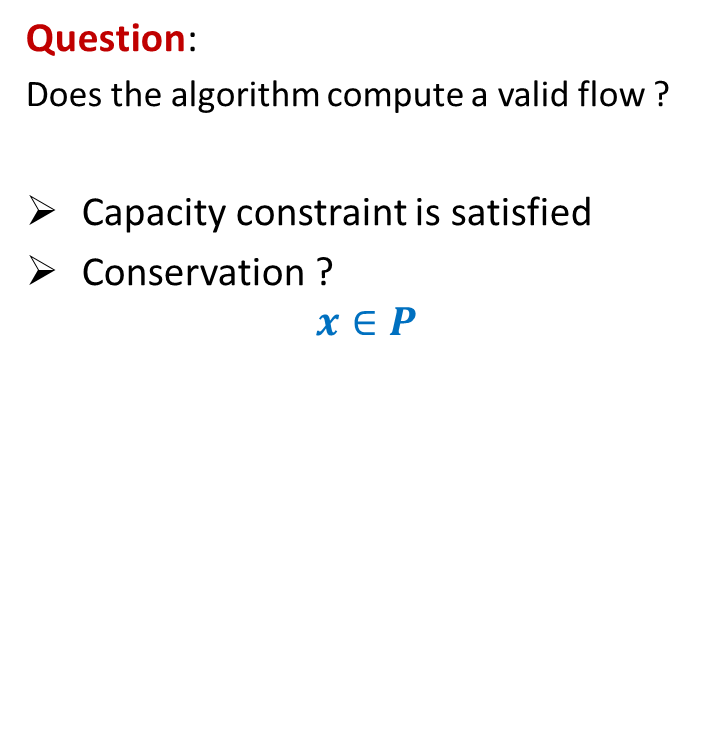 Question:
Does the algorithm compute a valid flow ?
➢ Capacity constraint is satisfied
➢ Conservation ?
x ∈ P